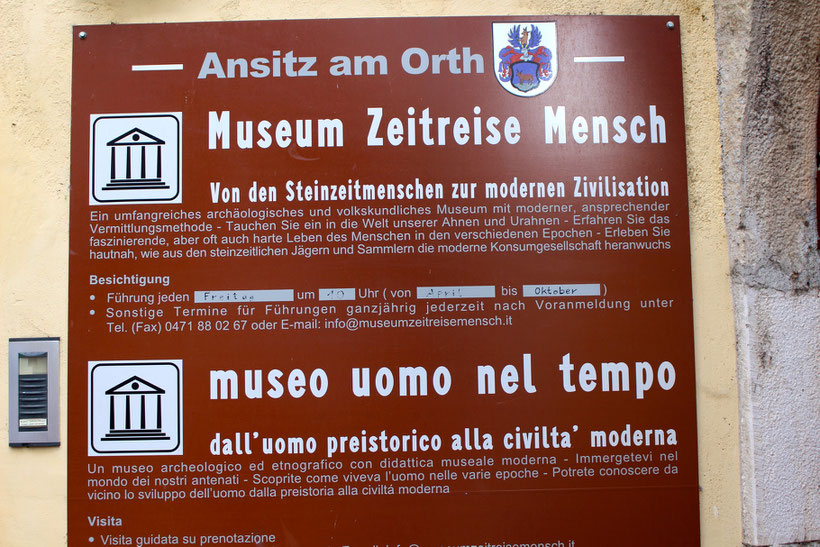 Ansitz am Orth
Museum Zeitreise Mensch
Von den Steinzeitmenschen zur modernen Zivilisation
Ein umfangreiches archäologisches und volkskundliches Museum mit moderner, ansprechender
Vermittlungsmethode - Tauchen Sie ein in die Welt unserer Ahnen und Urahnen - Erfahren Sie das
faszinierende, aber oft auch harte Leben des Menschen in den verschiedenen Epochen - Erleben Sie
hautnah, wie aus den steinzeitlichen Jägern und Sammlern die moderne Konsumgesellschaft heranwuchs
Besichtigung
• Führung jeden Freitag um 10 Uhr ( von April bis Oktober )
• Sonstige Termine für Führungen ganzjährig jederzeit nach Voranmeldung unter
Tel. (Fax) 0471 88 02 67 oder E-mail: info@museumzeitreisemensch.it
museo uomo nel tempo
dall'uomo preistorico alla civilta' moderna
Un museo archeologico ed etnografico con didattica museale moderna - Immergetevi nel
mondo dei nostri antenati - Scoprite come viveva l'uomo nelle varie epoche - Potrete conoscere da
vicino lo sviluppo dell'uomo dalla preistoria alla civiltá moderna
Visita
• Visita guidata su prenotazione